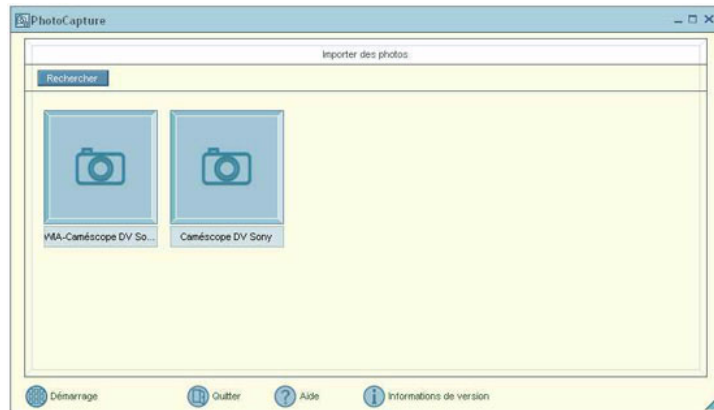 PhotoCapture
Importer des photos
Rechercher
WIA-Caméscope DV So...
Caméscope DV Sony
Démarrage
Quitter
Aide
Informations de version